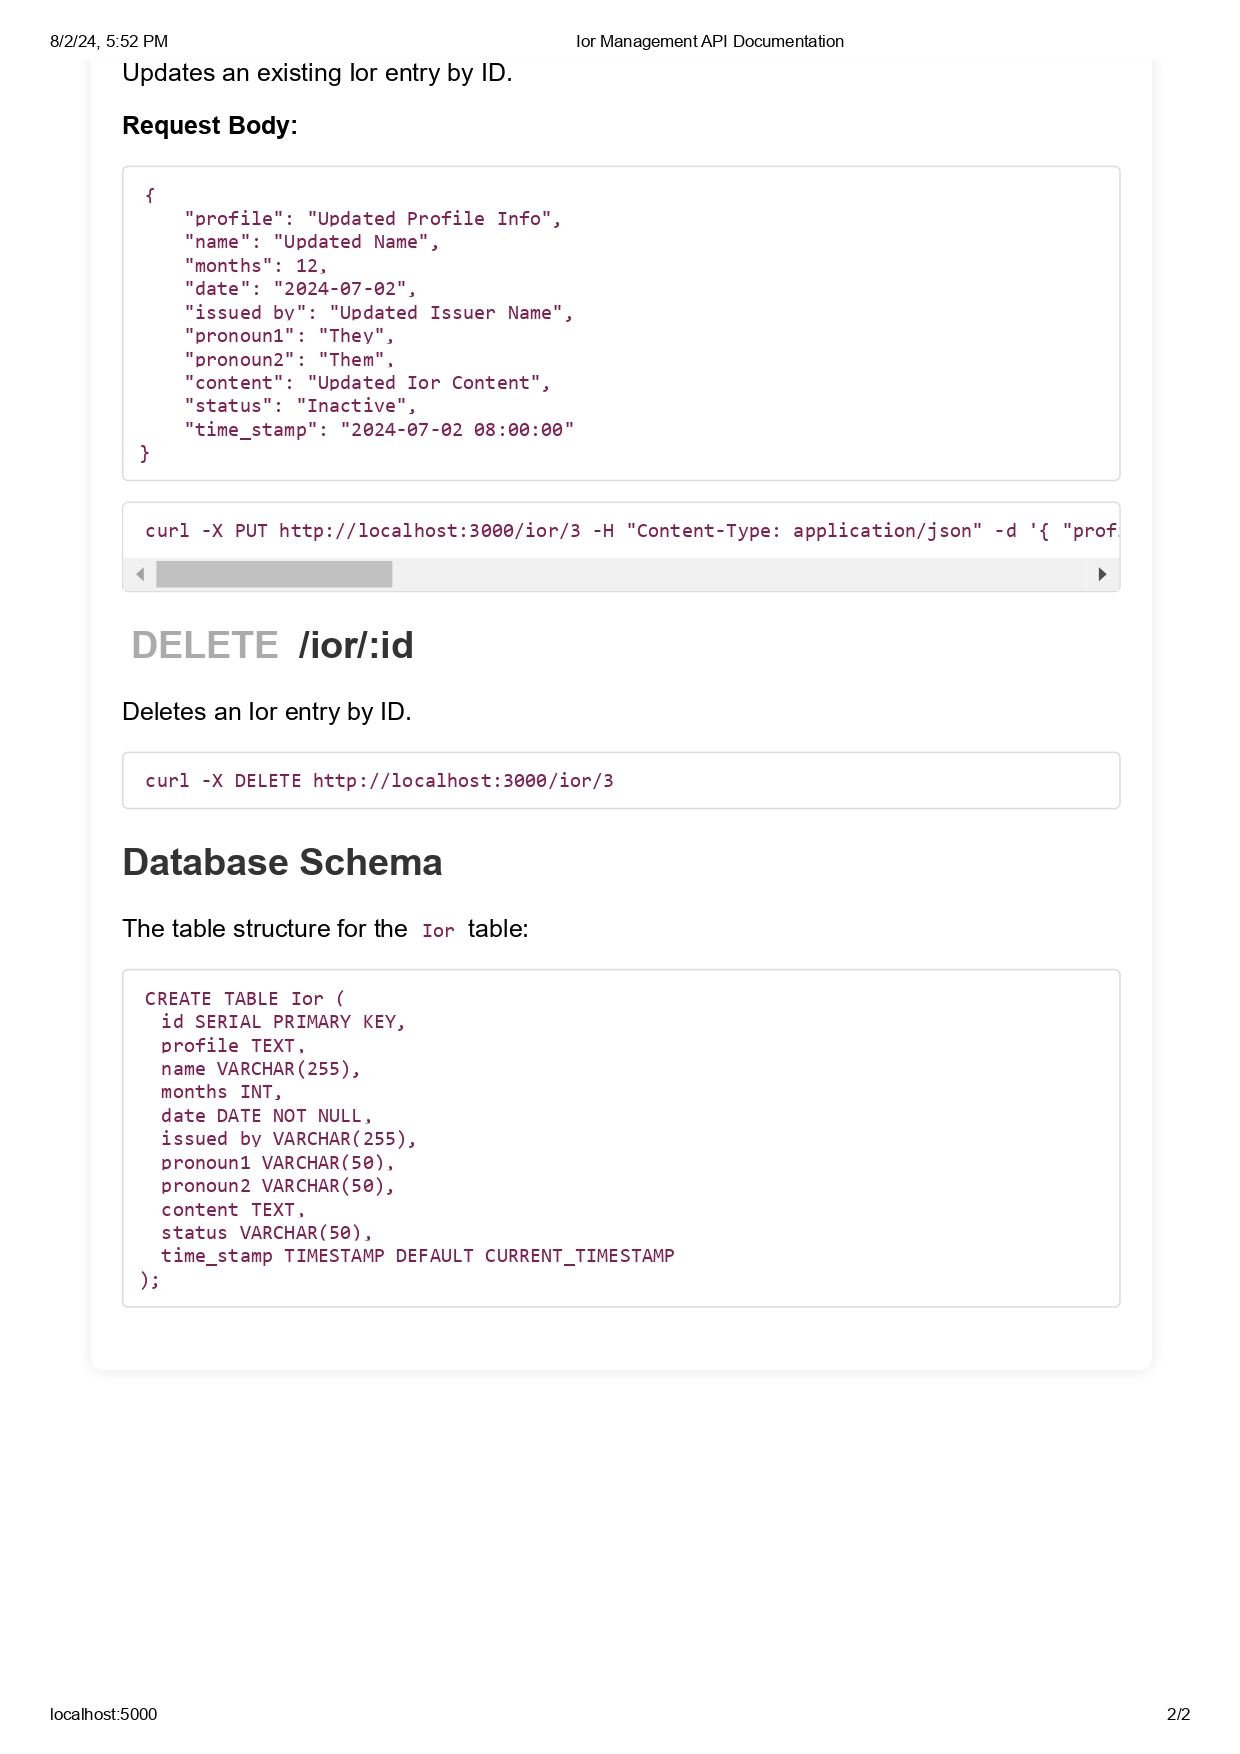 8/2/24, 5:52 PM Ior Management API Documentation
Updates an existing Ior entry by ID.
Request Body:
{
"profile": "Updated Profile Info",
"name": "Updated Name",
"months": 12,
"date": "2024-07-02",
"issued by": "Updated Issuer Name",
"pronoun1": "They",
"pronoun2": "Them",
"content": "Updated Ior Content",
"status": "Inactive",
"time_stamp": "2024-07-02 08:00:00"
}
curl -X PUT http://localhost:3000/ior/3 -H "Content-Type: application/json" -d '{ "prof
DELETE /ior/:id
Deletes an Ior entry by ID.
curl -X DELETE http://localhost:3000/ior/3
Database Schema
The table structure for the Ior table:
CREATE TABLE Ior (
id SERIAL PRIMARY KEY,
profile TEXT,
name VARCHAR(255),
months INT,
date DATE NOT NULL,
issued by VARCHAR(255),
pronoun1 VARCHAR(50),
pronoun2 VARCHAR(50),
content TEXT,
status VARCHAR(50),
time_stamp TIMESTAMP DEFAULT CURRENT_TIMESTAMP
);
localhost:5000 2/2